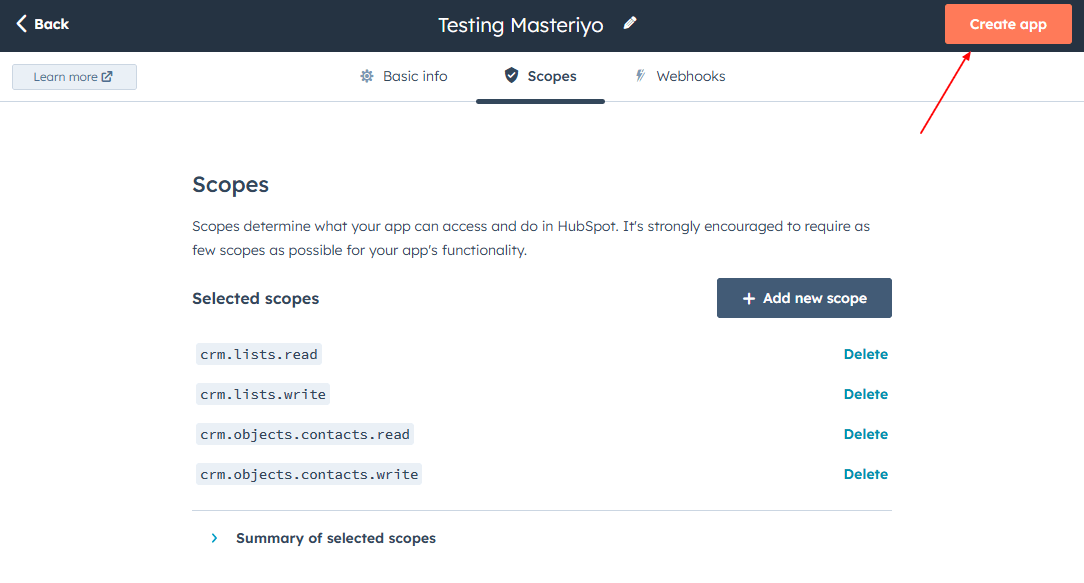 Back
Testing Masteriyo
Create app
Learn more
Basic info
Scopes
Webhooks
Scopes
Scopes determine what your app can access and do in HubSpot. It's strongly encouraged to require as
few scopes as possible for your app's functionality.
Selected scopes
+ Add new scope
crm.lists.read
Delete
crm.lists.write
Delete
crm.objects.contacts.read
Delete
crm.objects.contacts.write
Delete
Summary of selected scopes